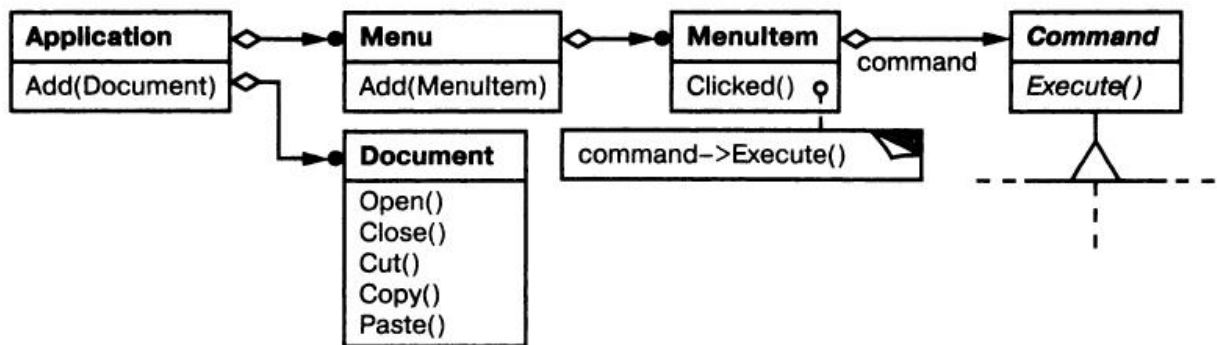 Application
Add(Document)
Menu
Add(MenuItem)
MenuItem
Clicked()
command
Command
Execute()
command->Execute()
Document
Open()
Close()
Cut()
Copy()
Paste()